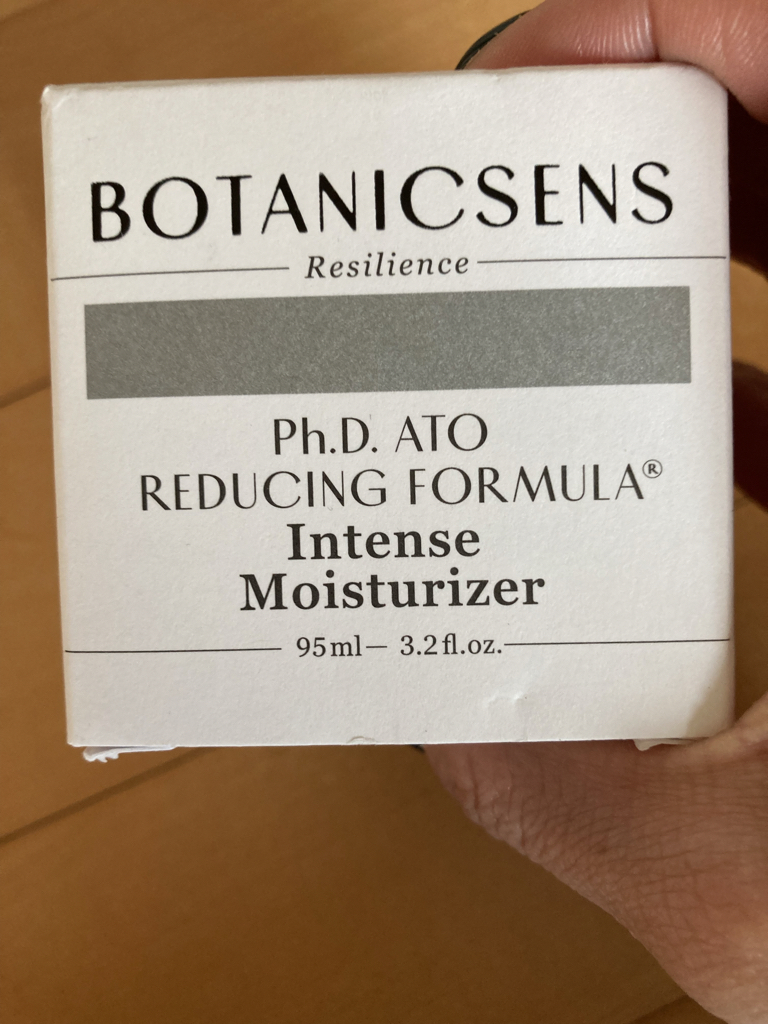 BOTANICSENS
Resilience
Ph.D. ATO
REDUCING FORMULA®
Intense
Moisturizer
95ml— 3.2fl.oz.